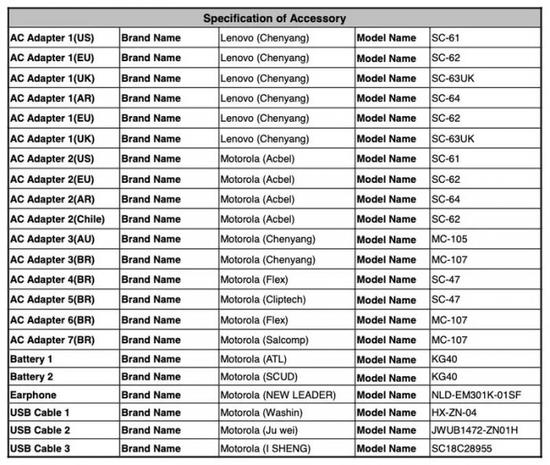 Specification of Accessory
AC Adapter 1(US) Brand Name Lenovo (Chenyang) Model Name SC-61
AC Adapter 1(EU) Brand Name Lenovo (Chenyang) Model Name SC-62
AC Adapter 1(UK) Brand Name Lenovo (Chenyang) Model Name SC-63UK
AC Adapter 1(AR) Brand Name Lenovo (Chenyang) Model Name SC-64
AC Adapter 1(EU) Brand Name Lenovo (Chenyang) Model Name SC-62
AC Adapter 1(UK) Brand Name Lenovo (Chenyang) Model Name SC-63UK
AC Adapter 2(US) Brand Name Motorola (Acbel) Model Name SC-61
AC Adapter 2(EU) Brand Name Motorola (Acbel) Model Name SC-62
AC Adapter 2(AR) Brand Name Motorola (Acbel) Model Name SC-64
AC Adapter 2(Chile) Brand Name Motorola (Acbel) Model Name SC-62
AC Adapter 3(AU) Brand Name Motorola (Chenyang) Model Name MC-105
AC Adapter 3(BR) Brand Name Motorola (Chenyang) Model Name MC-107
AC Adapter 4(BR) Brand Name Motorola (Flex) Model Name SC-47
AC Adapter 5(BR) Brand Name Motorola (Cliptech) Model Name SC-47
AC Adapter 6(BR) Brand Name Motorola (Flex) Model Name MC-107
AC Adapter 7(BR) Brand Name Motorola (Salcomp) Model Name MC-107
Battery 1 Brand Name Motorola (ATL) Model Name KG40
Battery 2 Brand Name Motorola (SCUD) Model Name KG40
Earphone Brand Name Motorola (NEW LEADER) Model Name NLD-EM301K-01SF
USB Cable 1 Brand Name Motorola (Washin) Model Name HX-ZN-04
USB Cable 2 Brand Name Motorola (Ju wei) Model Name JWUB1472-ZN01H
USB Cable 3 Brand Name Motorola (I SHENG) Model Name SC18C28955